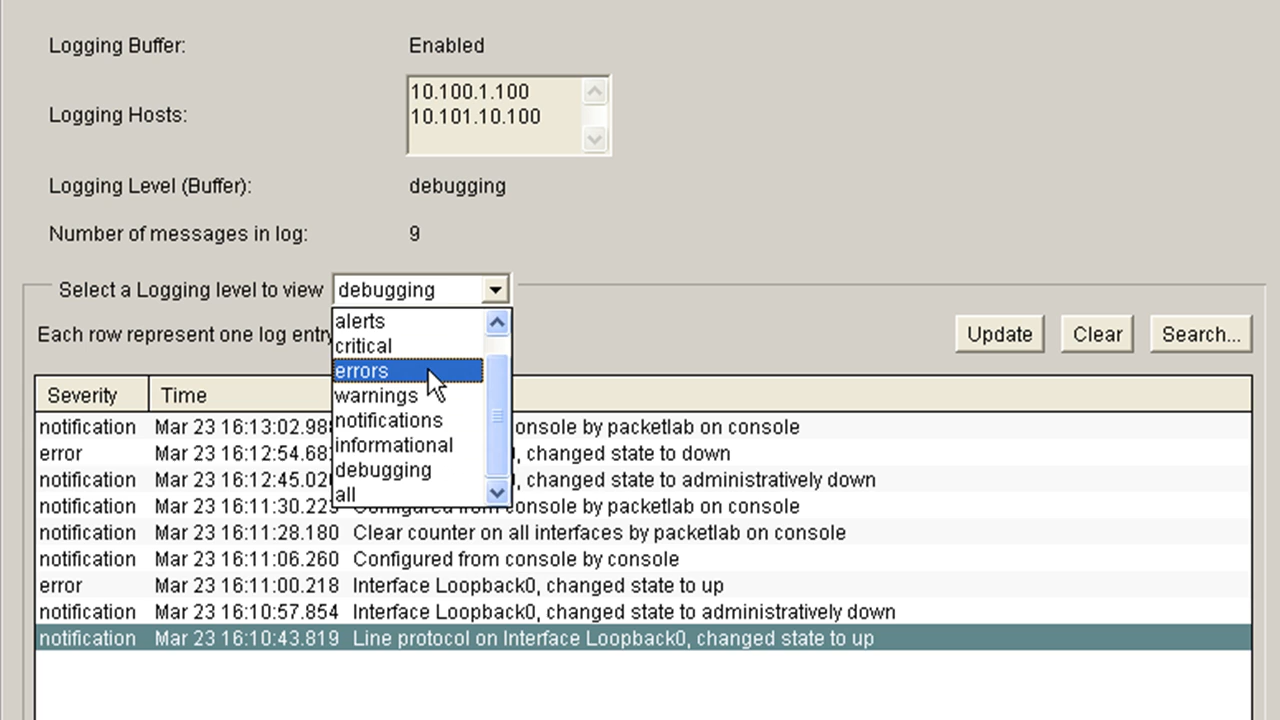 Logging Buffer: Enabled
Logging Hosts: 10.100.1.100
10.101.10.100
Logging Level (Buffer): debugging
Number of messages in log: 9
Select a Logging level to view debugging
alerts
critical
errors
warnings
notifications
informational
debugging
all
Each row represent one log entry
Update Clear Search...
Severity Time
notification Mar 23 16:13:02.98 onsole by packetlab on console
error Mar 23 16:12:54.68 , changed state to down
notification Mar 23 16:12:45.02 , changed state to administratively down
notification Mar 23 16:11:30.22 Configured from console by packetlab on console
notification Mar 23 16:11:28.180 Clear counter on all interfaces by packetlab on console
notification Mar 23 16:11:06.260 Configured from console by console
error Mar 23 16:11:00.218 Interface Loopback0, changed state to up
notification Mar 23 16:10:57.854 Interface Loopback0, changed state to administratively down
notification Mar 23 16:10:43.819 Line protocol on Interface Loopback0, changed state to up